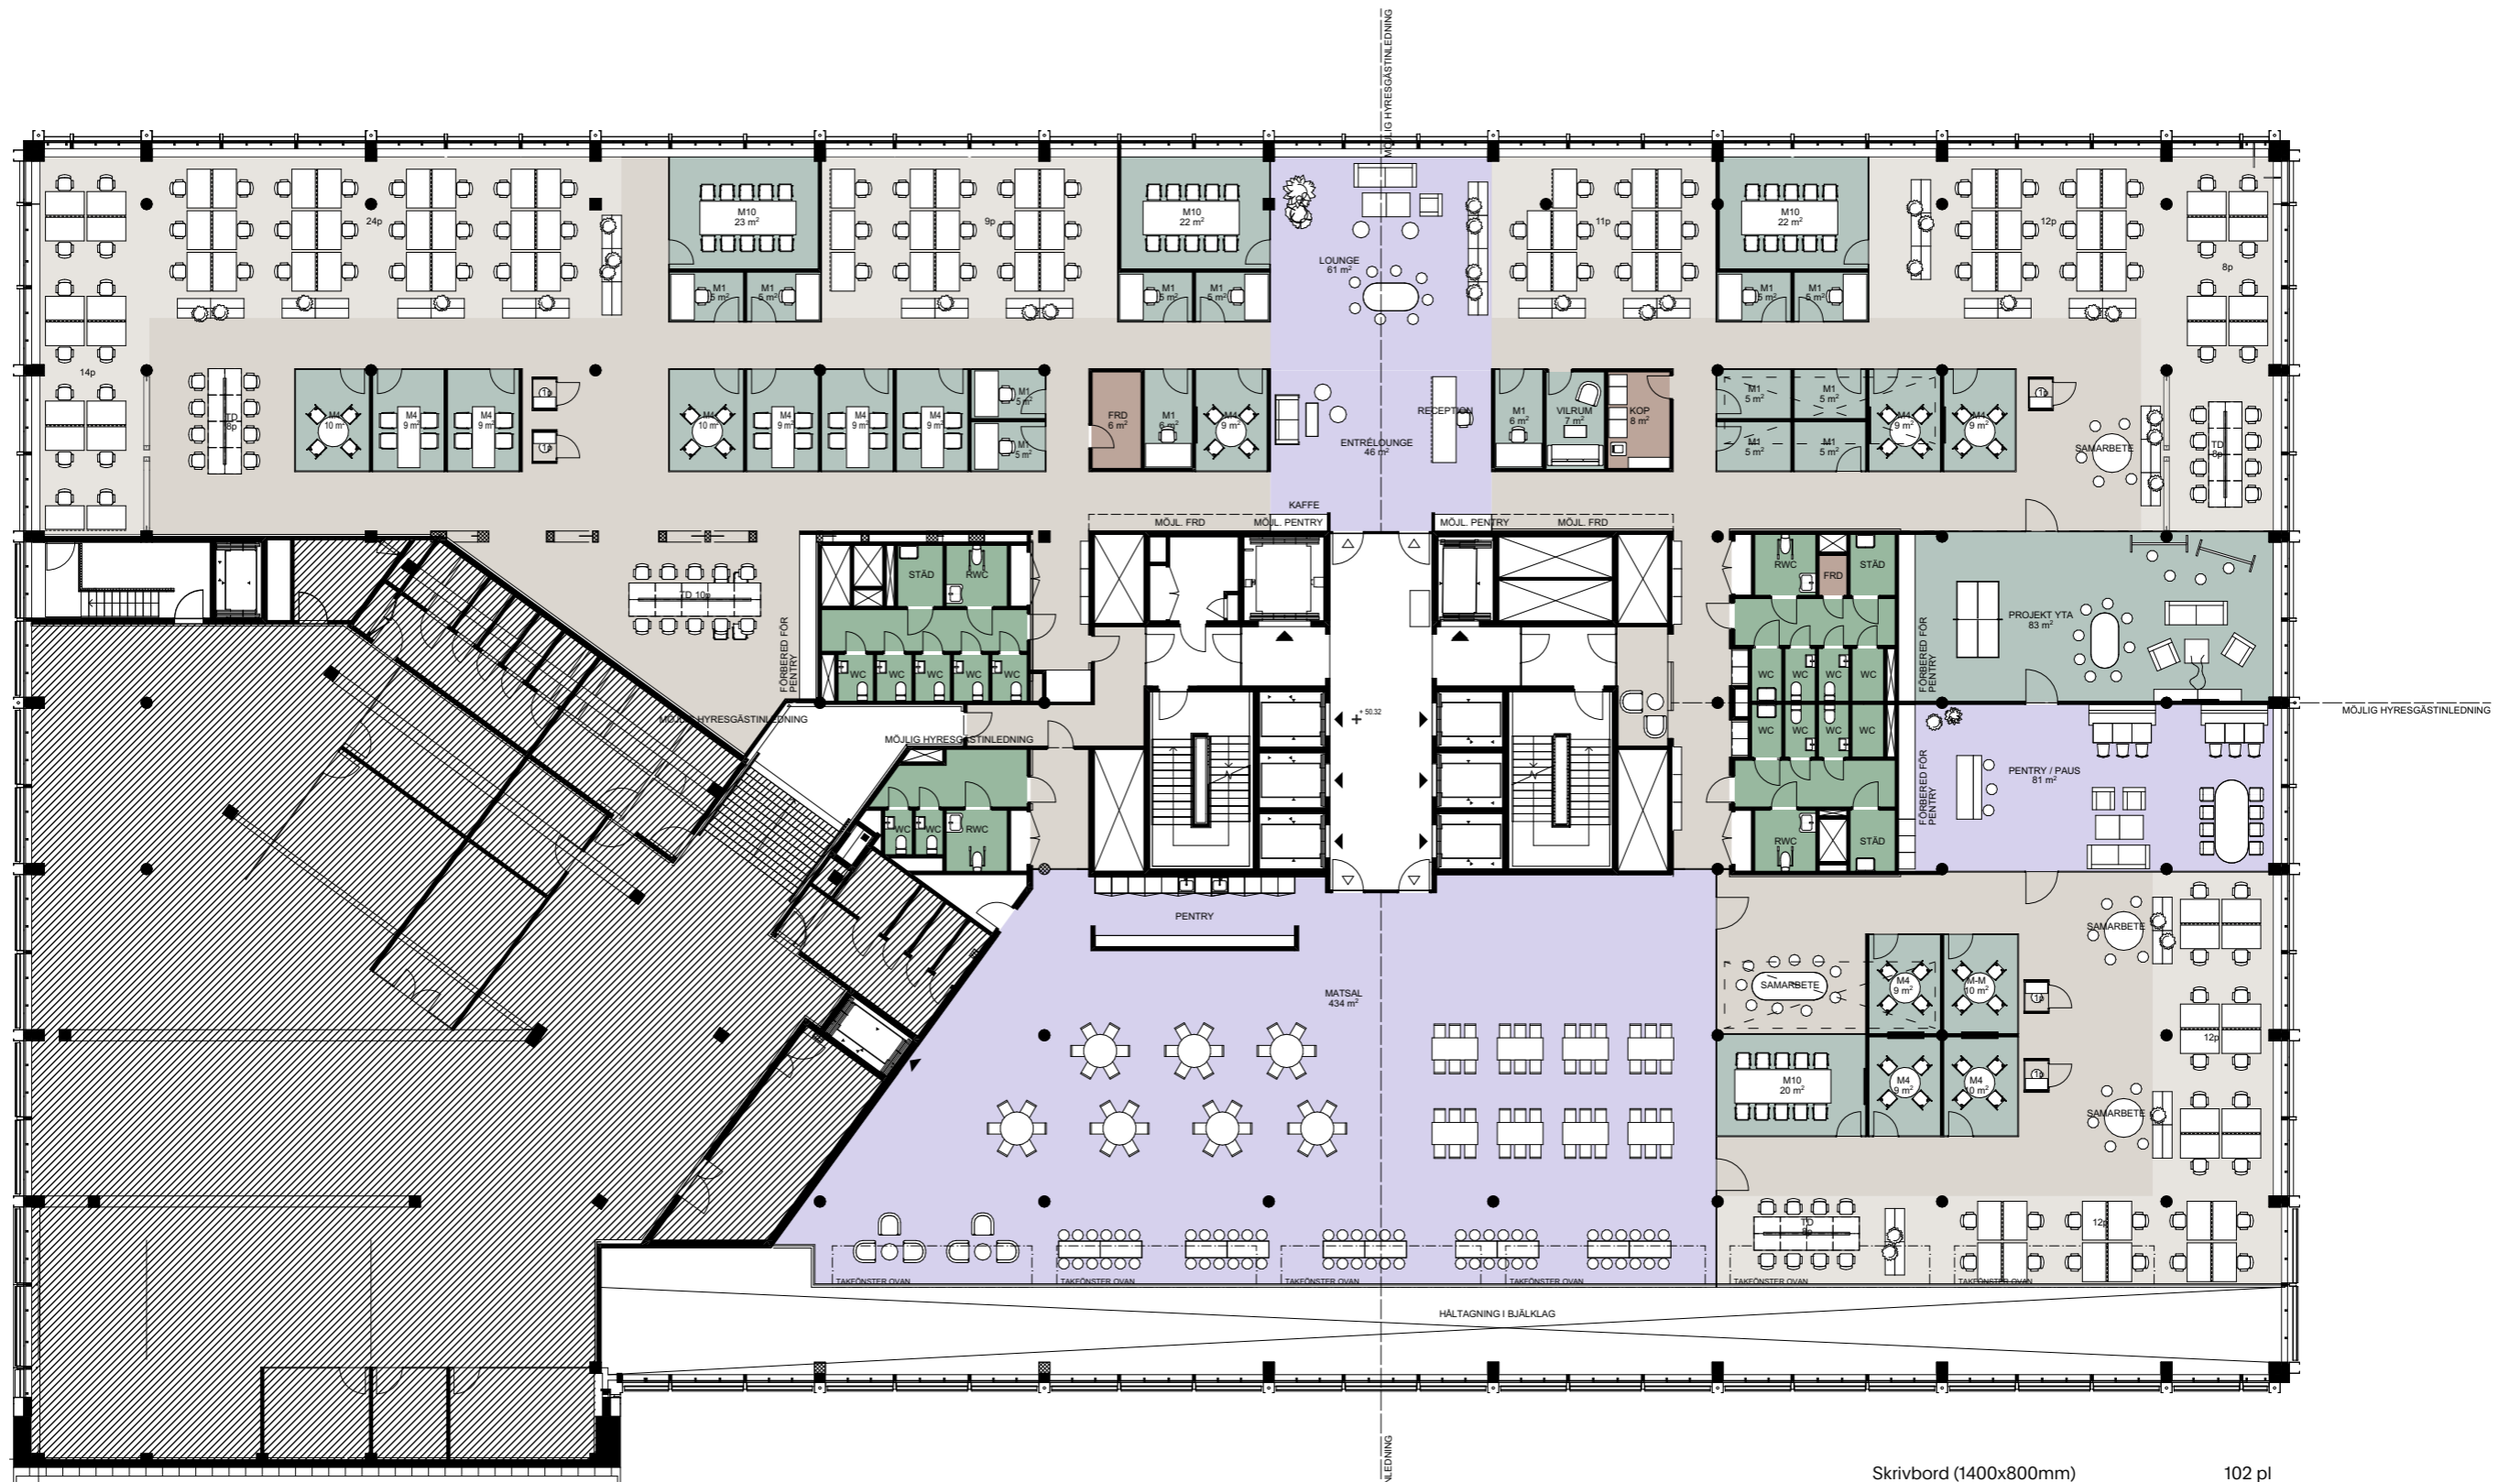 MÖJLIG HYRESGÄSTINLEDNING
24p
M10
23 m²
9p
M10
22 m²
LOUNGE
61 m²
11p
M10
22 m²
12p
8p
M1
5 m²
M1
5 m²
M1
5 m²
M1
5 m²
M1
5 m²
M1
5 m²
14p
TD
8p
M4
10 m²
M4
9 m²
M4
9 m²
1p
1p
M4
10 m²
M4
9 m²
M4
9 m²
M4
9 m²
M1
5 m²
M1
5 m²
FRD
6 m²
M1
6 m²
M4
9 m²
RECEPTION
ENTRÉLOUNGE
46 m²
M1
6 m²
VILRUM
7 m²
KOP
8 m²
M1
5 m²
M1
5 m²
M1
5 m²
M1
5 m²
M4
9 m²
M4
9 m²
1p
SAMARBETE
TD
8p
KAFFE
MÖJL. FRD
MÖJL. PENTRY
MÖJL. PENTRY
MÖJL. FRD
STÄD
RWC
RWC
FRD
STÄD
TD 10p
FÖRBERED FÖR
PENTRY
WC
WC
WC
WC
WC
WC
WC
WC
WC
FÖRBERED FÖR
PENTRY
PROJEKT YTA
83 m²
MÖJLIG HYRESGÄSTINLEDNING
MÖJLIG HYRESGÄSTINLEDNING
+ 50.32
MÖJLIG HYRESGÄSTINLEDNING
WC
WC
WC
WC
FÖRBERED FÖR
PENTRY
PENTRY / PAUS
81 m²
WC
WC
RWC
RWC
STÄD
PENTRY
MATSAL
434 m²
SAMARBETE
SAMARBETE
M4
9 m²
M-M
10 m²
1p
12p
M10
20 m²
M4
9 m²
M4
10 m²
1p
SAMARBETE
TD
8p
12p
TAKFÖNSTER OVAN
TAKFÖNSTER OVAN
TAKFÖNSTER OVAN
TAKFÖNSTER OVAN
TAKFÖNSTER OVAN
TAKFÖNSTER OVAN
HÅLTAGNING I BJÄLKLAG
NLEDNING
Skrivbord (1400x800mm) 102 pl